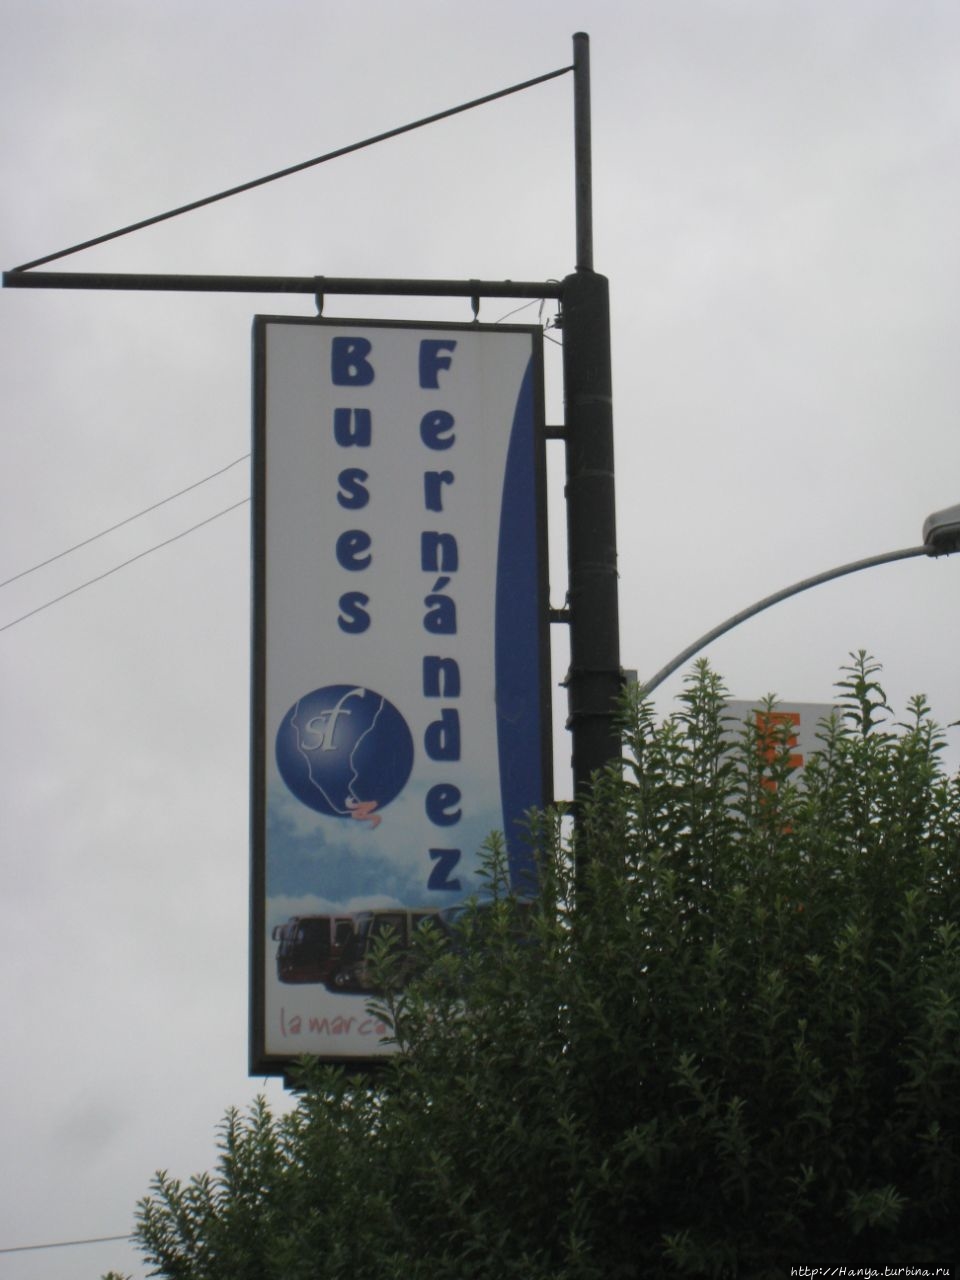 Buses
Fernández
sf
la marca
http://Hanya.turbina.ru